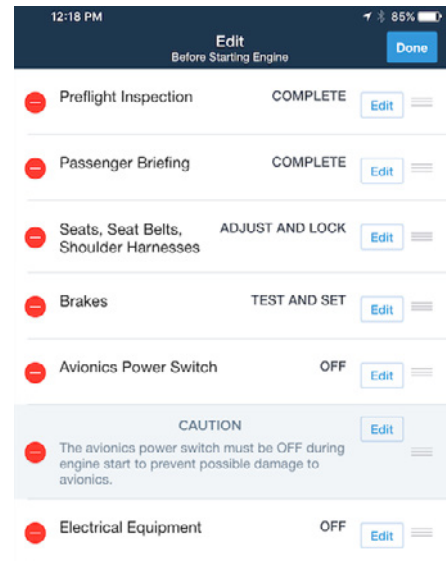 12:18 PM 85%
Edit
Before Starting Engine
Done
Preflight Inspection COMPLETE Edit
Passenger Briefing COMPLETE Edit
Seats, Seat Belts, ADJUST AND LOCK Edit
Shoulder Harnesses
Brakes TEST AND SET Edit
Avionics Power Switch OFF Edit
CAUTION Edit
The avionics power switch must be OFF during
engine start to prevent possible damage to
avionics.
Electrical Equipment OFF Edit